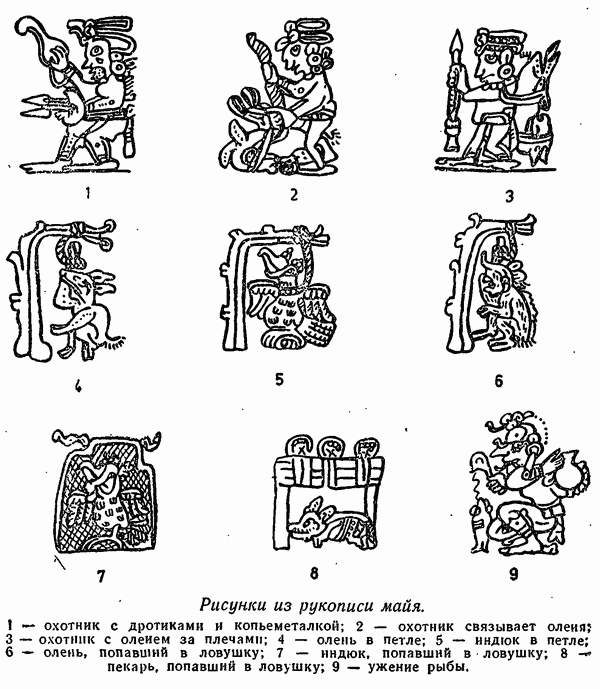 1
2
3
4
5
6
7
8
9
Рисунки из рукописи майя.
1 — охотник с дротиками и копьеметалкой; 2 — охотник связывает оленя;
3 — охотник с оленем за плечами; 4 — олень в петле; 5 — индюк в петле;
6 — олень, попавший в ловушку; 7 — индюк, попавший в ловушку; 8 —
пекарь, попавший в ловушку; 9 — ужение рыбы.